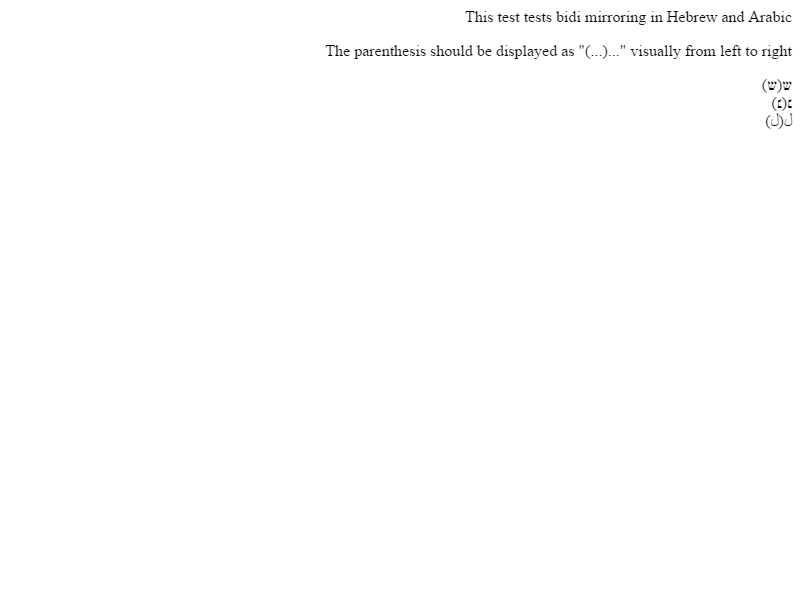 This test tests bidi mirroring in Hebrew and Arabic
The parenthesis should be displayed as "(...)..." visually from left to right
ש(ש)
נּ(נּ)
ل(ل)